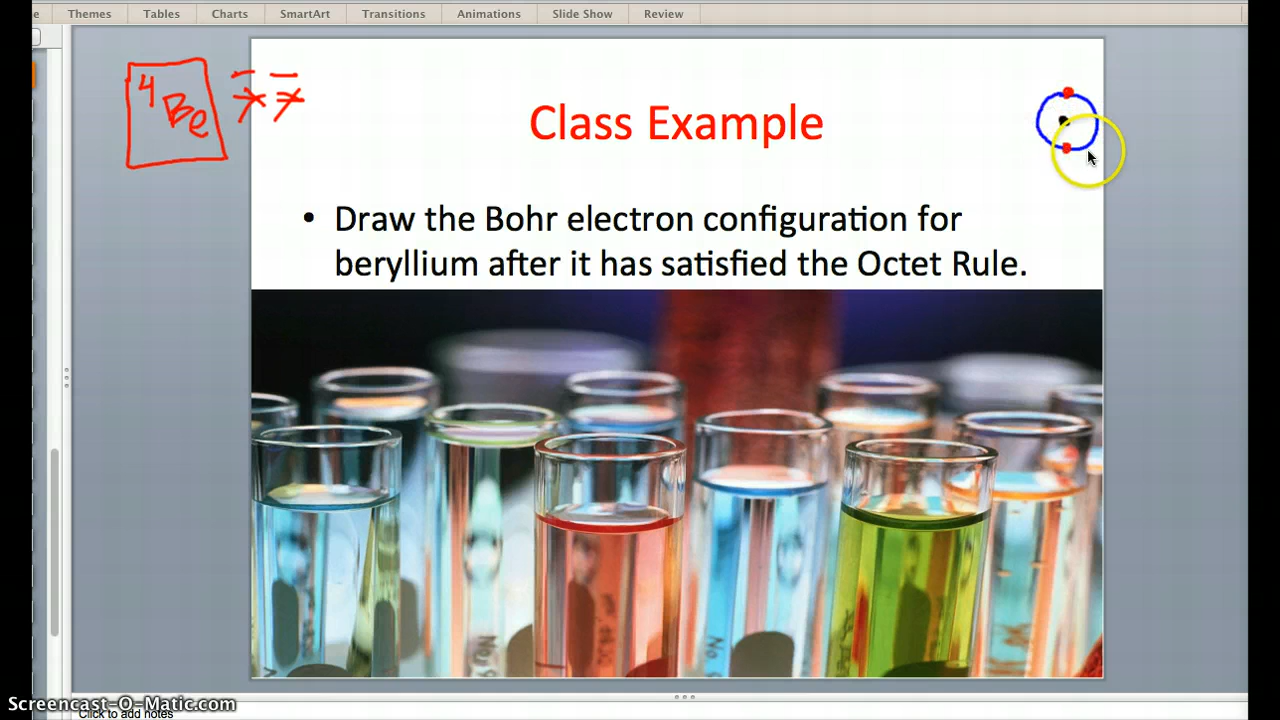 Themes Tables Charts SmartArt Transitions Animations Slide Show Review
4
Be
Class Example
• Draw the Bohr electron configuration for
beryllium after it has satisfied the Octet Rule.
Screencast-O-Matic.com
Click to add notes